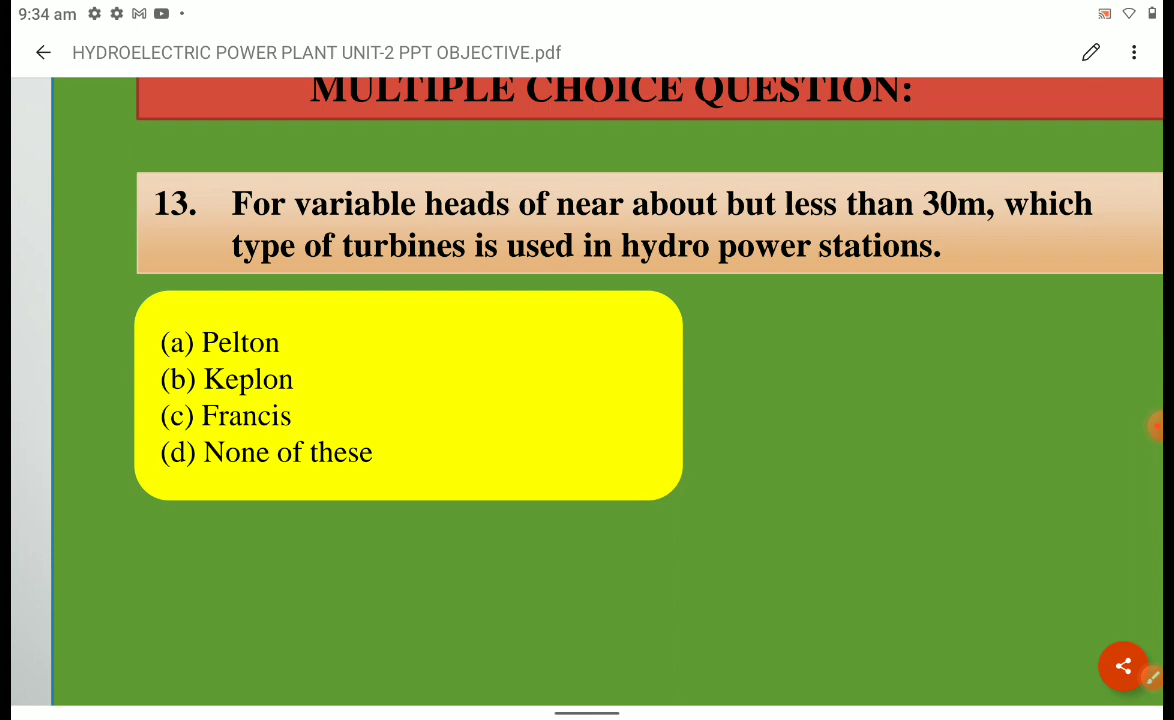 9:34 am
HYDROELECTRIC POWER PLANT UNIT-2 PPT OBJECTIVE.pdf
MULTIPLE CHOICE QUESTION:
13. For variable heads of near about but less than 30m, which
type of turbines is used in hydro power stations.
(a) Pelton
(b) Keplon
(c) Francis
(d) None of these